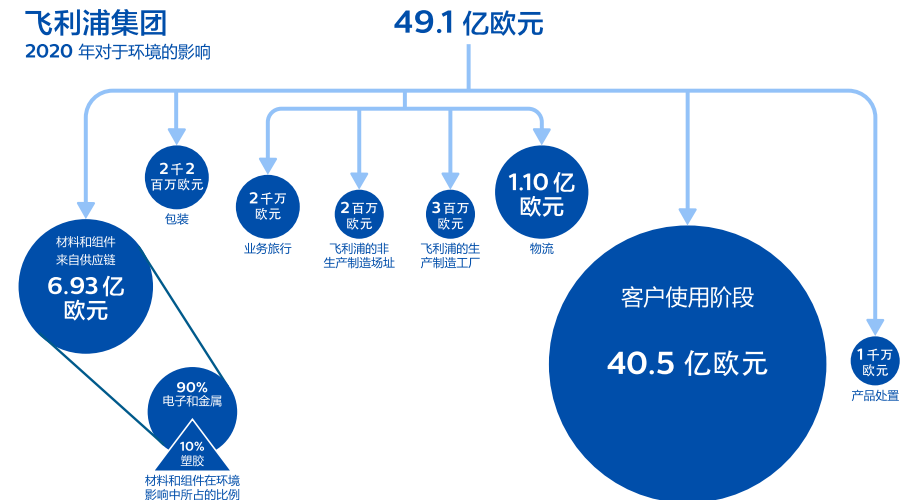 飞利浦集团
2020 年对于环境的影响
49.1 亿欧元
材料和组件
来自供应链
6.93 亿
欧元
2 千 2
百万欧元
包装
2 千万
欧元
业务旅行
2 百万
欧元
飞利浦的非
生产制造场址
3 百万
欧元
飞利浦的生
产制造工厂
1.10 亿
欧元
物流
客户使用阶段
40.5 亿欧元
1 千万
欧元
产品处置
90%
电子和金属
10%
塑胶
材料和组件在环境
影响中所占的比例